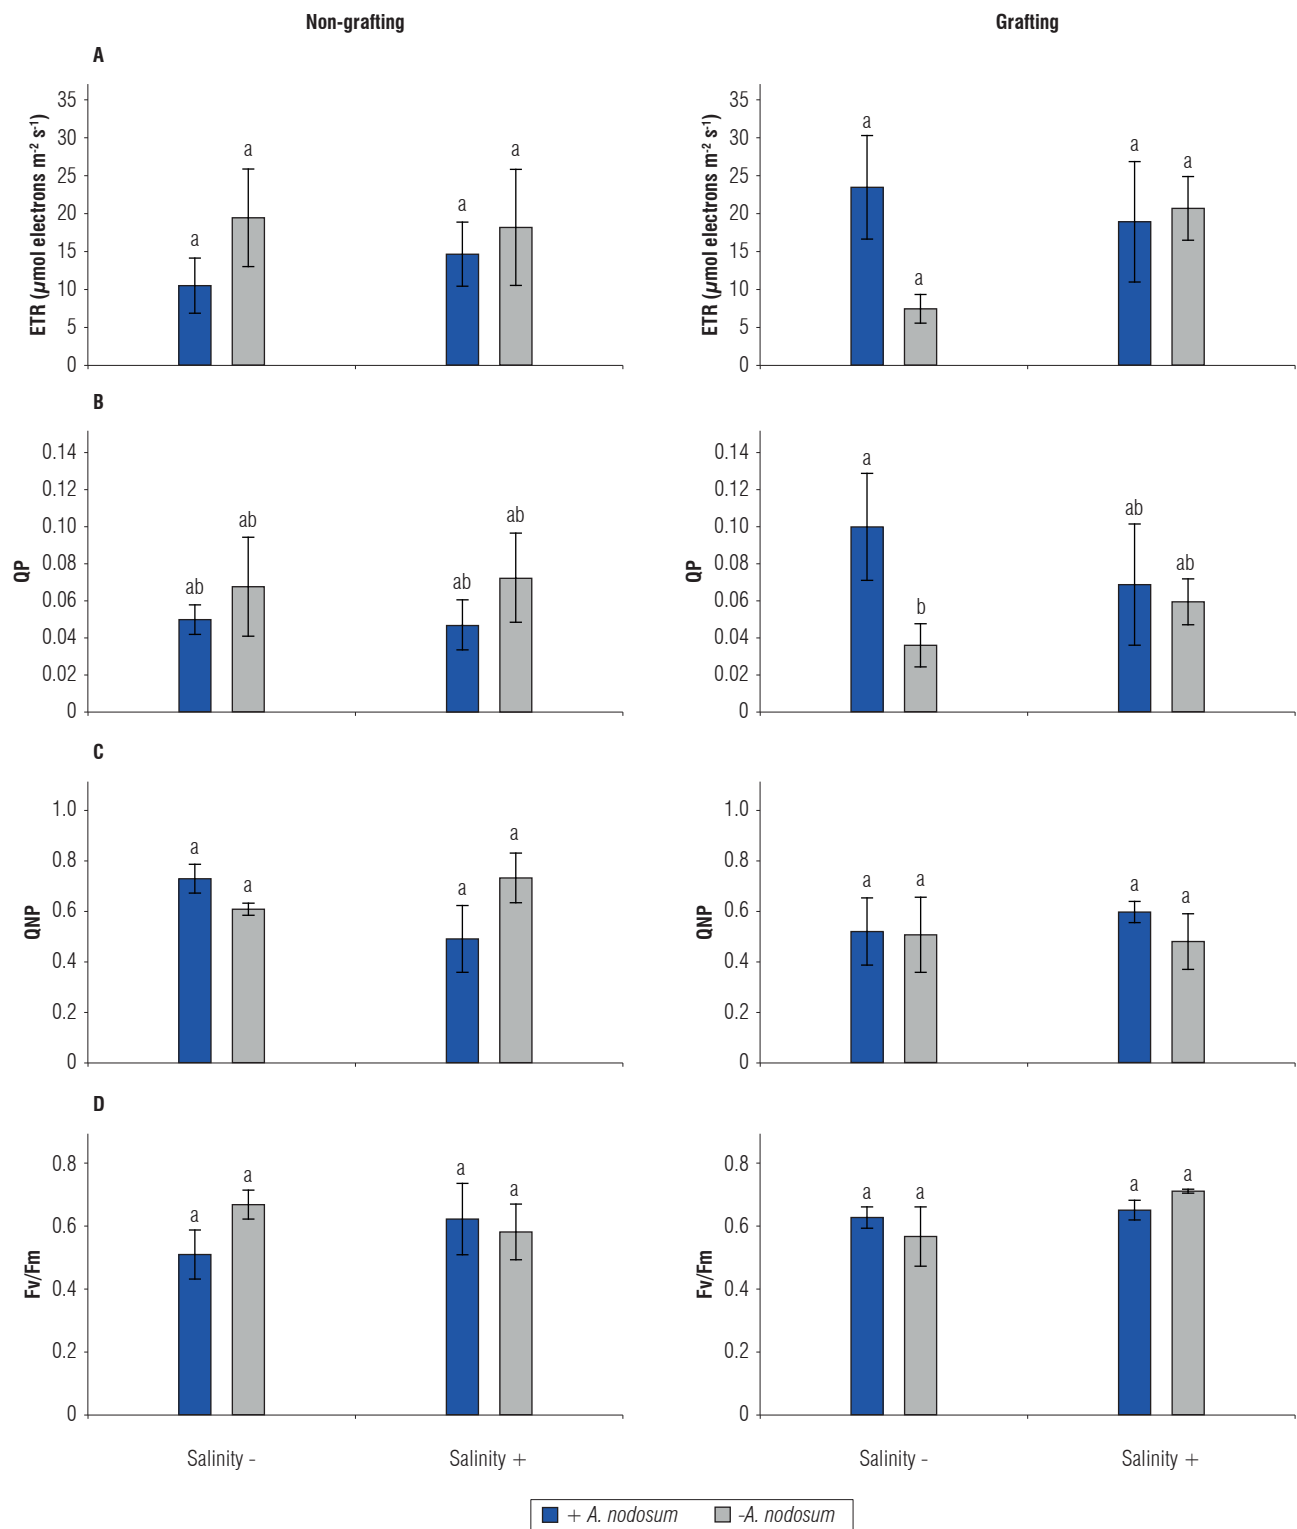 Non-grafting
Grafting
A
ETR (µmol electrons m⁻² s⁻¹)
35
30
25
20
15
10
5
0
a
a
a
a
ETR (µmol electrons m⁻² s⁻¹)
35
30
25
20
15
10
5
0
a
a
a
a
B
QP
0.14
0.12
0.10
0.08
0.06
0.04
0.02
0
ab
ab
ab
ab
QP
0.14
0.12
0.10
0.08
0.06
0.04
0.02
0
a
b
ab
ab
C
QNP
1.0
0.8
0.6
0.4
0.2
0
a
a
a
a
QNP
1.0
0.8
0.6
0.4
0.2
0
a
a
a
a
D
Fv/Fm
0.8
0.6
0.4
0.2
0
a
a
a
a
Fv/Fm
0.8
0.6
0.4
0.2
0
a
a
a
a
Salinity -
Salinity +
Salinity -
Salinity +
+ A. nodosum
-A. nodosum